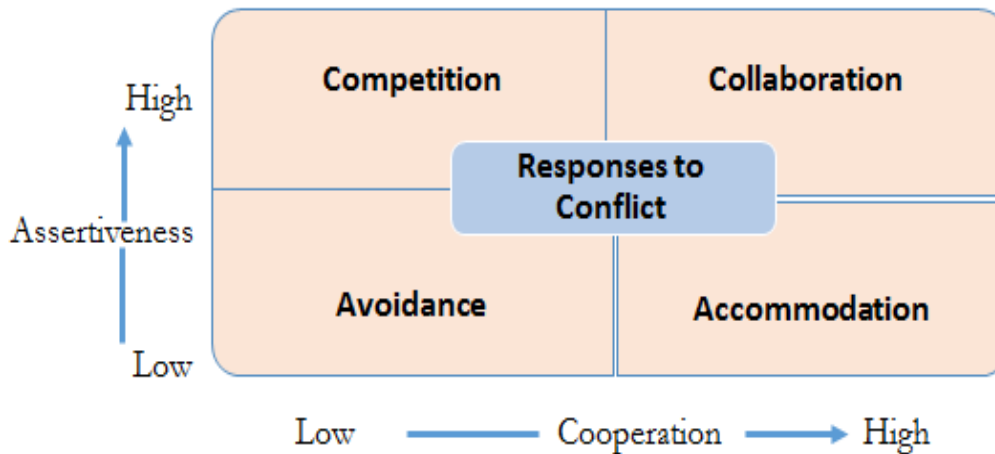 Competition
Collaboration
High
Responses to
Conflict
Assertiveness
Avoidance
Accommodation
Low
Low
Cooperation
High